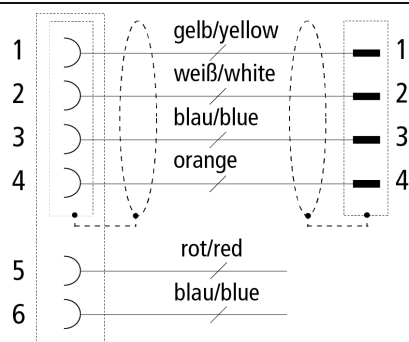 1 gelb/yellow 1
2 weiß/white 2
3 blau/blue 3
4 orange 4
5 rot/red
6 blau/blue